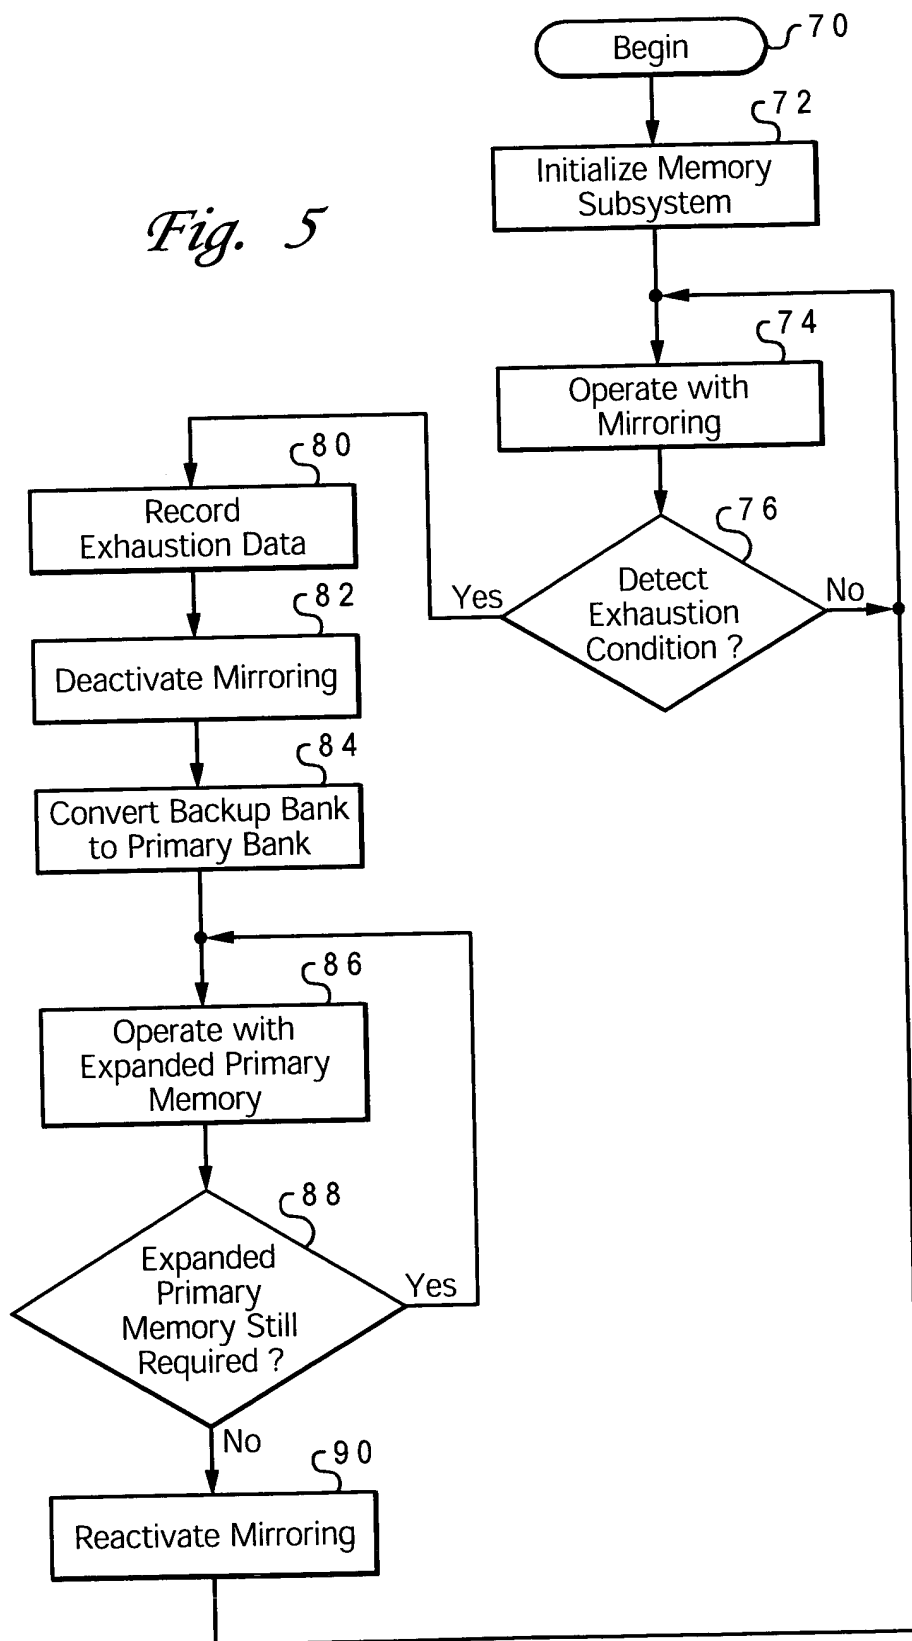 Begin
70
72
Initialize Memory
Subsystem
Fig. 5
74
Operate with
Mirroring
80
Record
Exhaustion Data
76
Detect
Exhaustion
Condition ?
Yes
No
82
Deactivate Mirroring
84
Convert Backup Bank
to Primary Bank
86
Operate with
Expanded Primary
Memory
88
Expanded
Primary
Memory Still
Required ?
Yes
No
90
Reactivate Mirroring